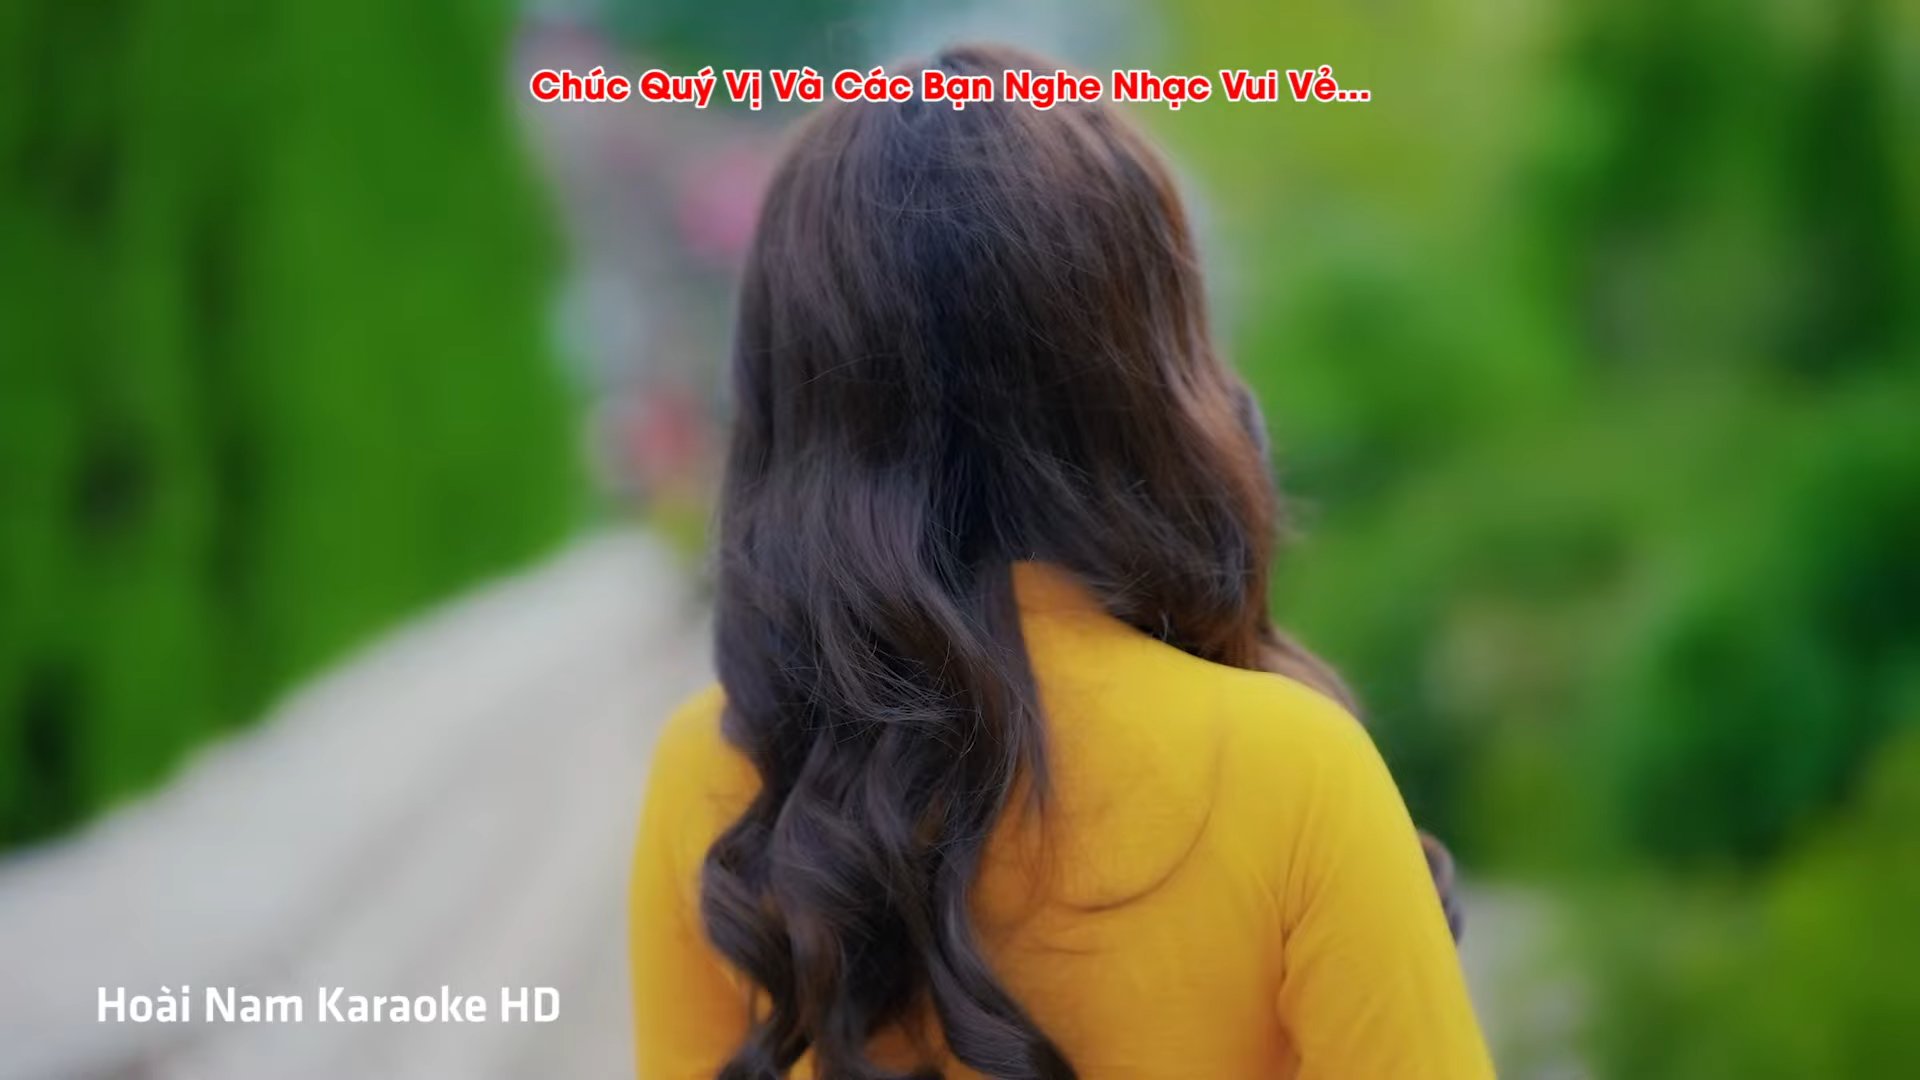 Chúc Quý Vị Và Các Bạn Nghe Nhạc Vui Vẻ...
Hoài Nam Karaoke HD